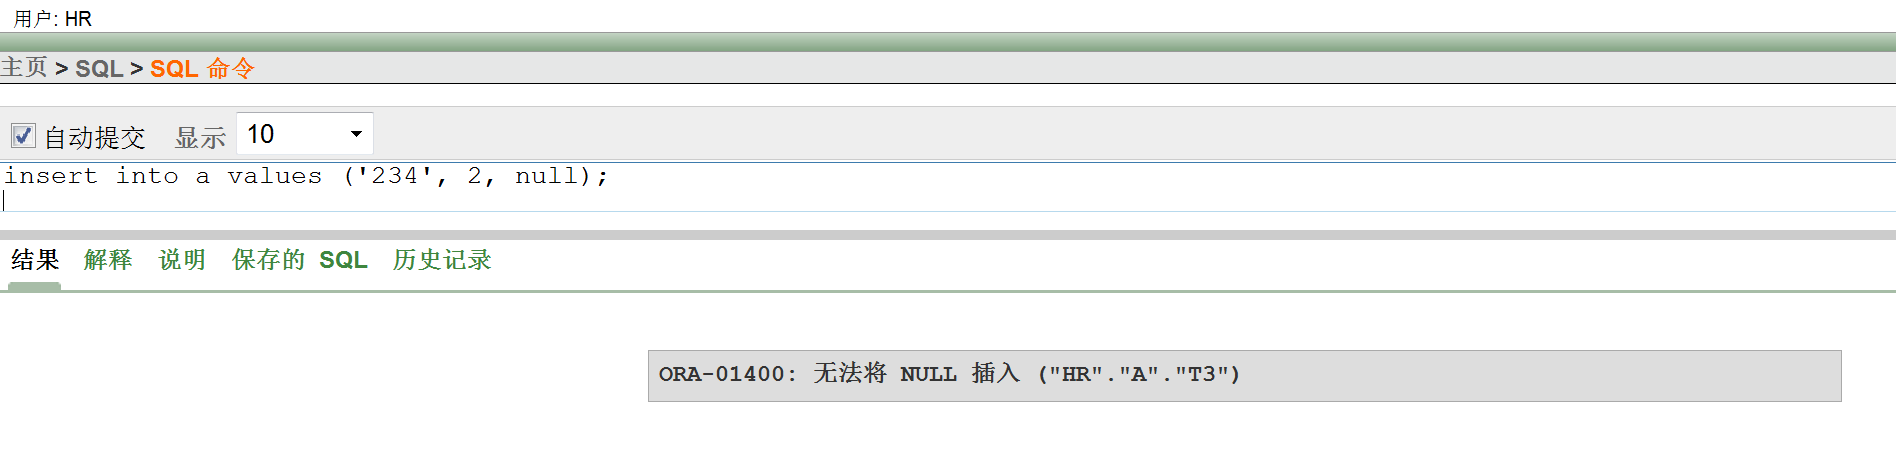 用户: HR
主页 > SQL > SQL 命令
自动提交 显示 10
insert into a values ('234', 2, null);
结果 解释 说明 保存的 SQL 历史记录
ORA-01400: 无法将 NULL 插入 ("HR"."A"."T3")